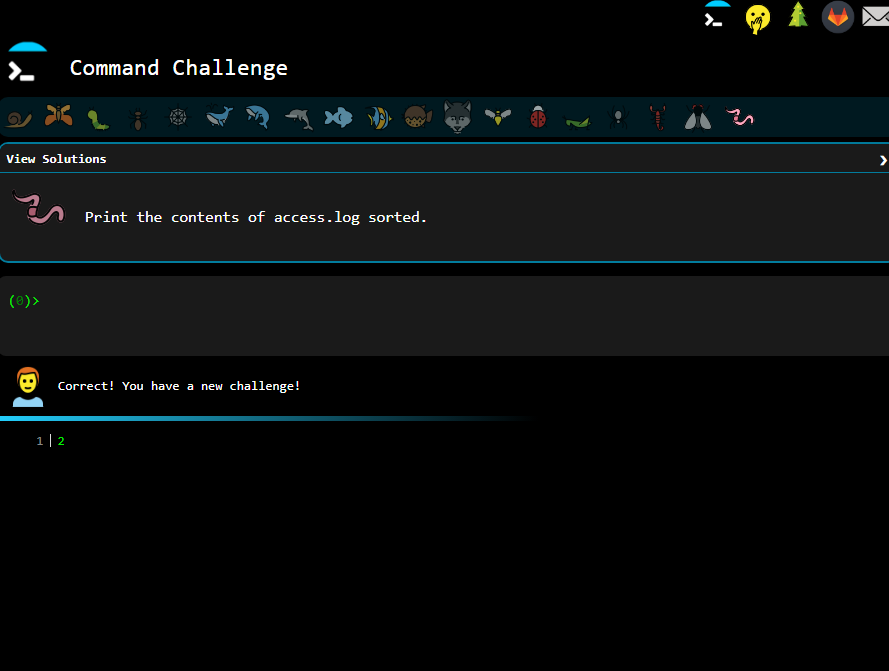 Command Challenge
View Solutions
Print the contents of access.log sorted.
(0)>
Correct! You have a new challenge!
1 | 2